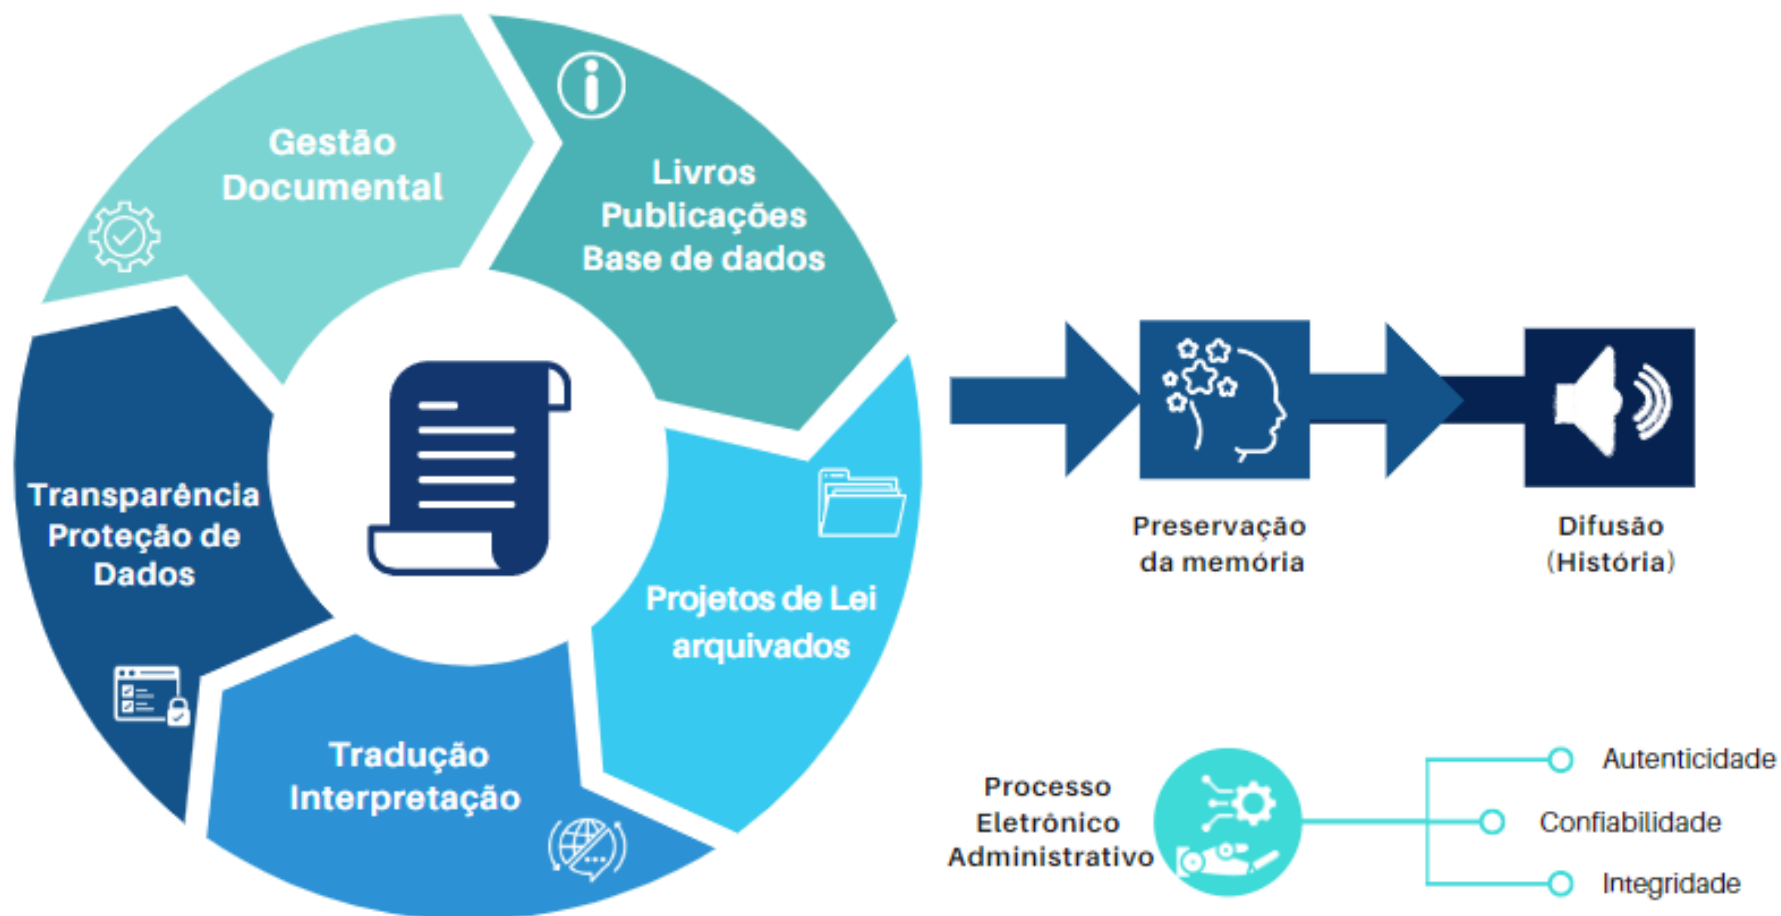 Gestão
Documental
Livros
Publicações
Base de dados
Projetos de Lei
arquivados
Tradução
Interpretação
Transparência
Proteção de
Dados
Preservação
da memória
Difusão
(História)
Processo
Eletrônico
Administrativo
Autenticidade
Confiabilidade
Integridade